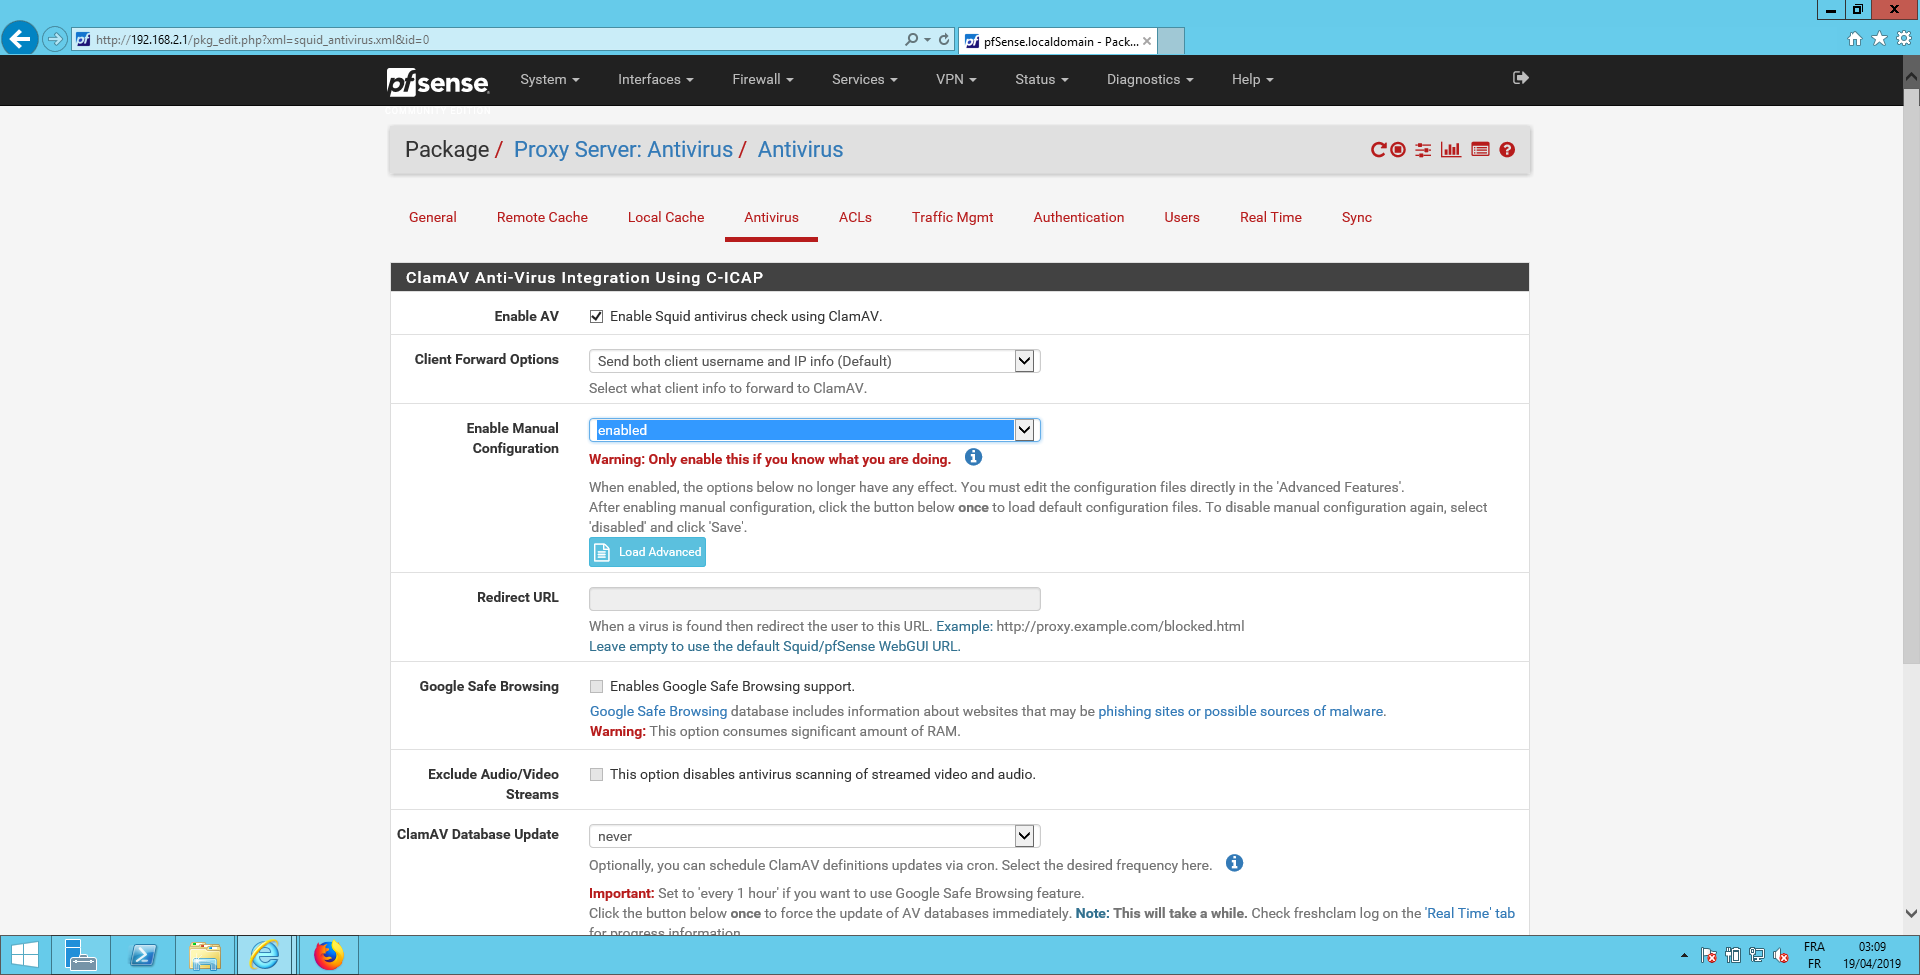 http://192.168.2.1/pkg_edit.php?xml=squid_antivirus.xml&id=0
pfSense.localdomain - Pack...
pfsense
System
Interfaces
Firewall
Services
VPN
Status
Diagnostics
Help
Package / Proxy Server: Antivirus / Antivirus
General
Remote Cache
Local Cache
Antivirus
ACLs
Traffic Mgmt
Authentication
Users
Real Time
Sync
ClamAV Anti-Virus Integration Using C-ICAP
Enable AV
Enable Squid antivirus check using ClamAV.
Client Forward Options
Send both client username and IP info (Default)
Select what client info to forward to ClamAV.
Enable Manual
Configuration
enabled
Warning: Only enable this if you know what you are doing.
When enabled, the options below no longer have any effect. You must edit the configuration files directly in the 'Advanced Features'.
After enabling manual configuration, click the button below once to load default configuration files. To disable manual configuration again, select
'disabled' and click 'Save'.
Load Advanced
Redirect URL
When a virus is found then redirect the user to this URL. Example: http://proxy.example.com/blocked.html
Leave empty to use the default Squid/pfSense WebGUI URL.
Google Safe Browsing
Enables Google Safe Browsing support.
Google Safe Browsing database includes information about websites that may be phishing sites or possible sources of malware.
Warning: This option consumes significant amount of RAM.
Exclude Audio/Video
Streams
This option disables antivirus scanning of streamed video and audio.
ClamAV Database Update
never
Optionally, you can schedule ClamAV definitions updates via cron. Select the desired frequency here.
Important: Set to 'every 1 hour' if you want to use Google Safe Browsing feature.
Click the button below once to force the update of AV databases immediately. Note: This will take a while. Check freshclam log on the 'Real Time' tab
for progress information.
FRA
FR
03:09
19/04/2019